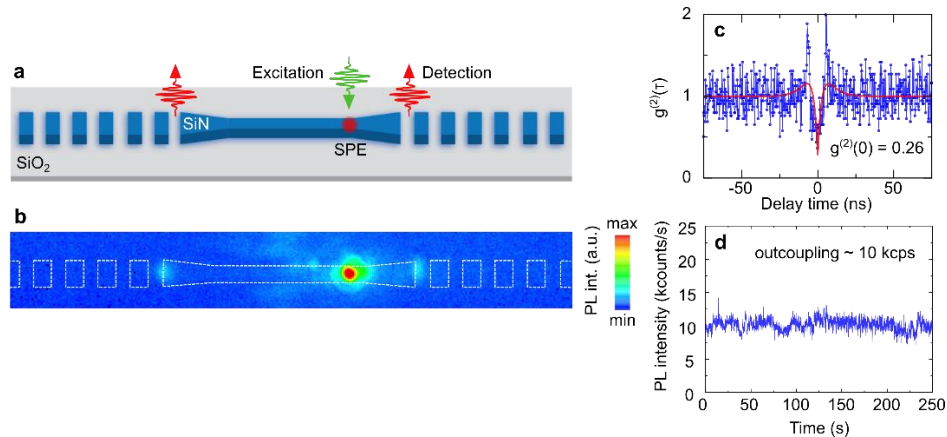 a
Excitation
Detection
SiN
SPE
SiO₂
b
PL int. (a.u.)
max
min
c
g⁽²⁾(τ)
2
1
0
g⁽²⁾(0) = 0.26
-50
0
50
Delay time (ns)
d
PL intensity (kcounts/s)
25
20
15
10
5
0
outcoupling ~ 10 kcps
0 50 100 150 200 250
Time (s)